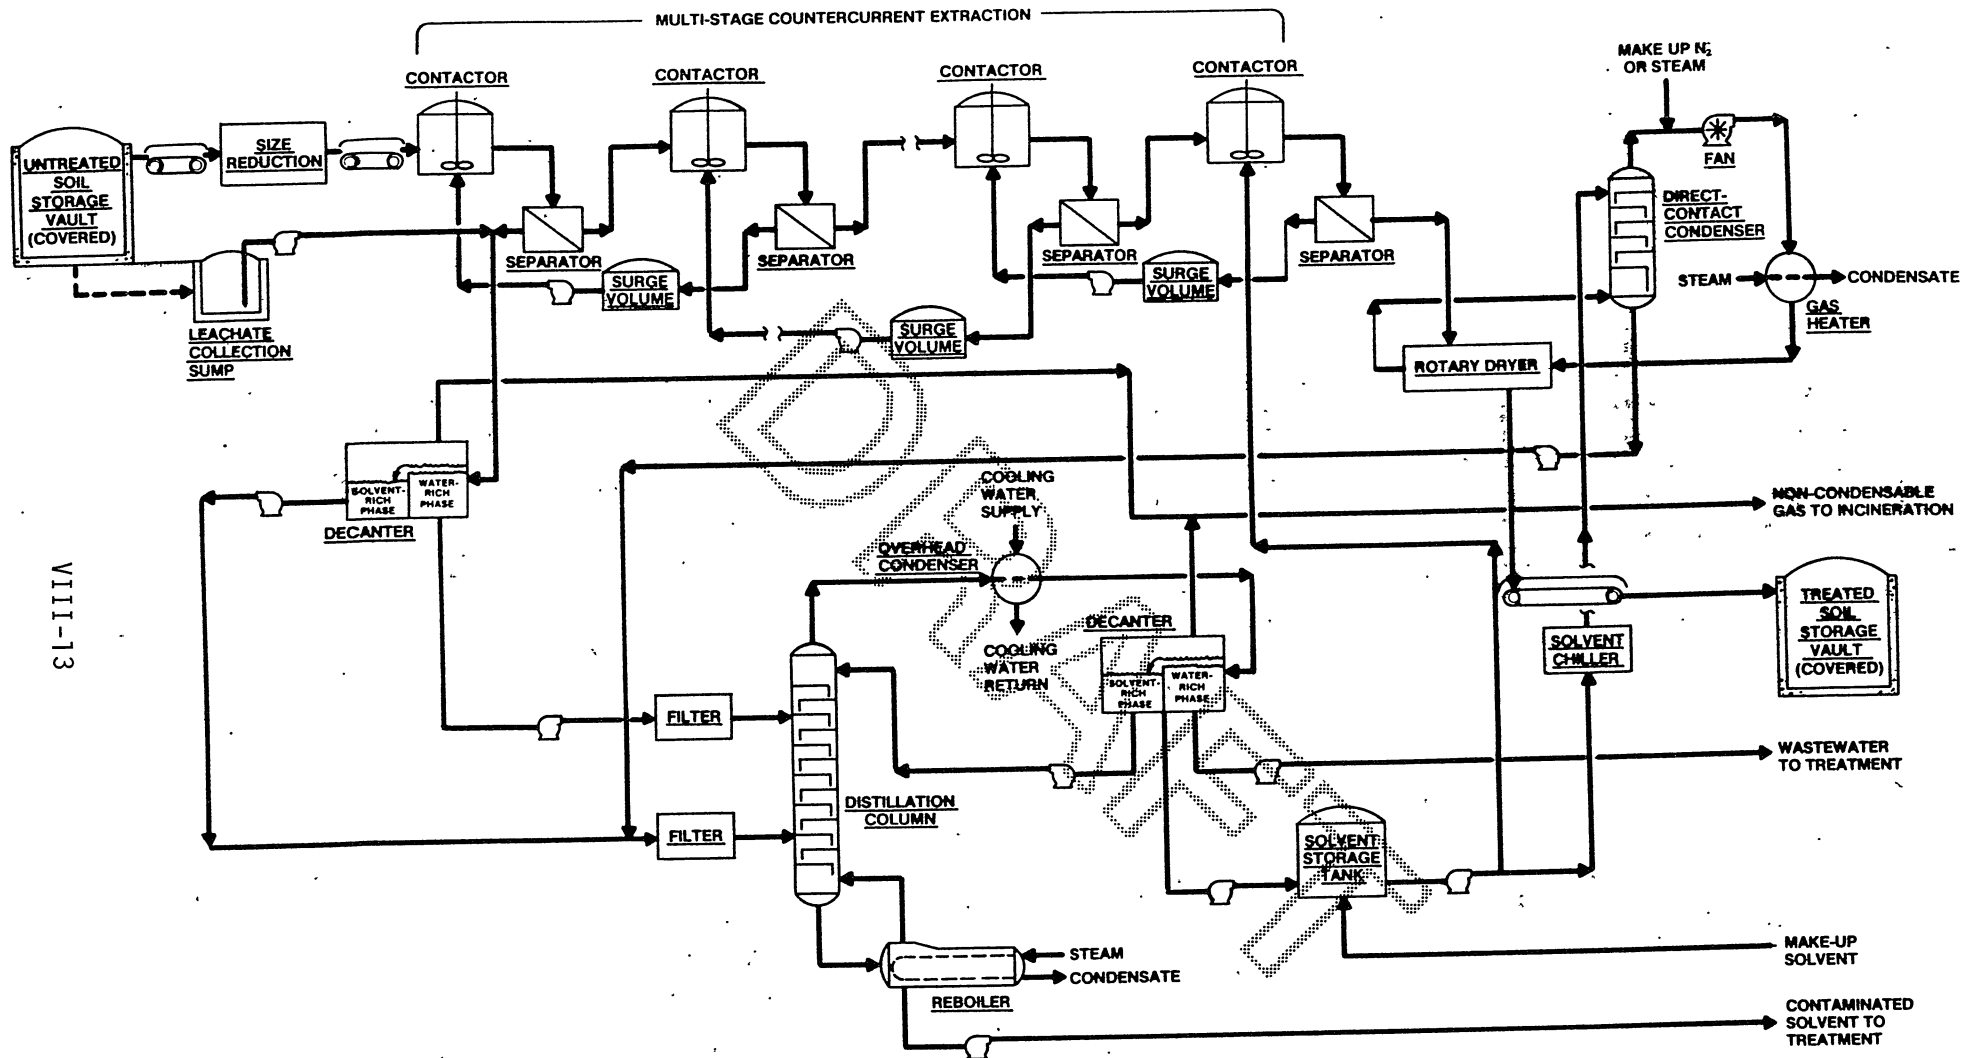 MULTI-STAGE COUNTERCURRENT EXTRACTION
CONTACTOR
CONTACTOR
CONTACTOR
CONTACTOR
MAKE UP N2
OR STEAM
UNTREATED
SOIL
STORAGE
VAULT
(COVERED)
SIZE
REDUCTION
FAN
DIRECT-
CONTACT
CONDENSER
SEPARATOR
SEPARATOR
SEPARATOR
SEPARATOR
SURGE
VOLUME
SURGE
VOLUME
SURGE
VOLUME
STEAM
CONDENSATE
GAS
HEATER
LEACHATE
COLLECTION
SUMP
ROTARY DRYER
SOLVENT-
RICH
PHASE
WATER-
RICH
PHASE
DECANTER
COOLING
WATER
SUPPLY
NON-CONDENSABLE
GAS TO INCINERATION
OVERHEAD
CONDENSER
COOLING
WATER
RETURN
DECANTER
SOLVENT-
RICH
PHASE
WATER-
RICH
PHASE
SOLVENT
CHILLER
TREATED
SOIL
STORAGE
VAULT
(COVERED)
VIII-13
FILTER
FILTER
DISTILLATION
COLUMN
WASTEWATER
TO TREATMENT
SOLVENT
STORAGE
TANK
STEAM
CONDENSATE
REBOILER
MAKE-UP
SOLVENT
CONTAMINATED
SOLVENT TO
TREATMENT
DRAFT